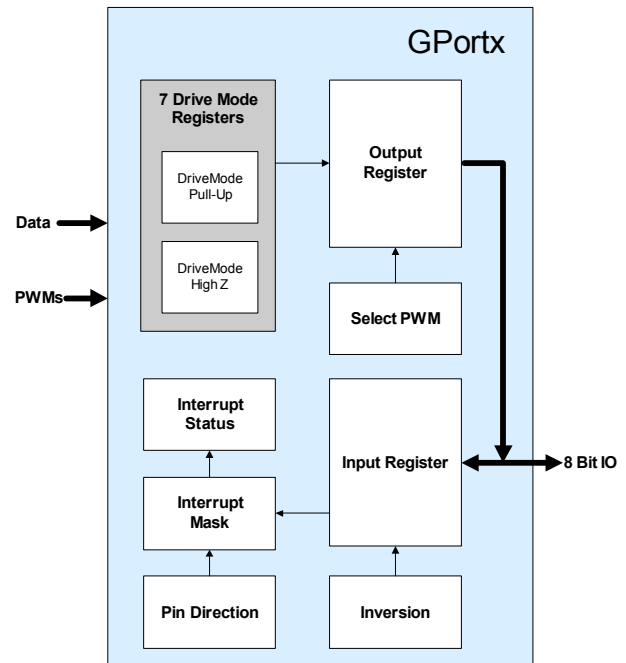 GPortx
7 Drive Mode
Registers
DriveMode
Pull-Up
DriveMode
High Z
Output
Register
Data
PWMs
Select PWM
Interrupt
Status
Input Register
8 Bit IO
Interrupt
Mask
Pin Direction
Inversion